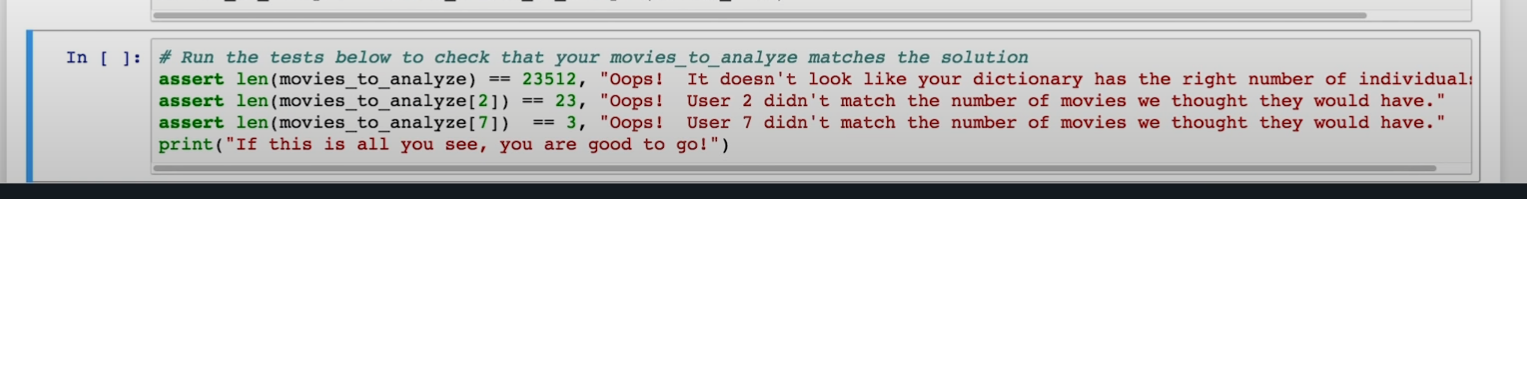 In [ ]: # Run the tests below to check that your movies_to_analyze matches the solution
assert len(movies_to_analyze) == 23512, "Oops!  It doesn't look like your dictionary has the right number of individuals
assert len(movies_to_analyze[2]) == 23, "Oops!  User 2 didn't match the number of movies we thought they would have."
assert len(movies_to_analyze[7])  == 3, "Oops!  User 7 didn't match the number of movies we thought they would have."
print("If this is all you see, you are good to go!")